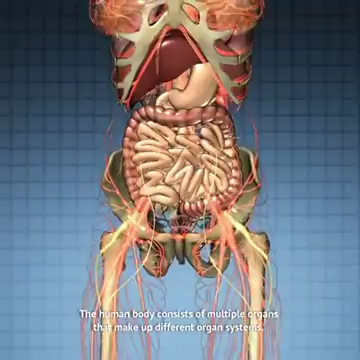 The human body consists of multiple organs
that make up different organ systems.